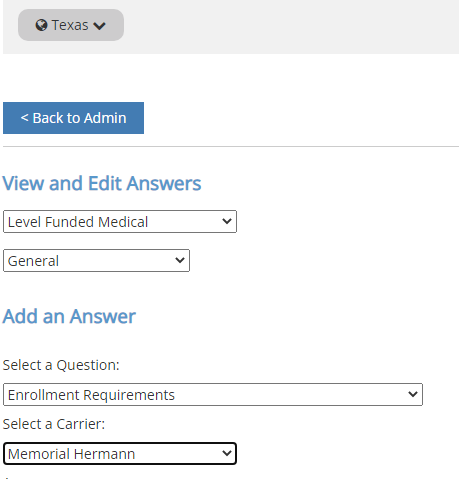 Texas
< Back to Admin
View and Edit Answers
Level Funded Medical
General
Add an Answer
Select a Question:
Enrollment Requirements
Select a Carrier:
Memorial Hermann